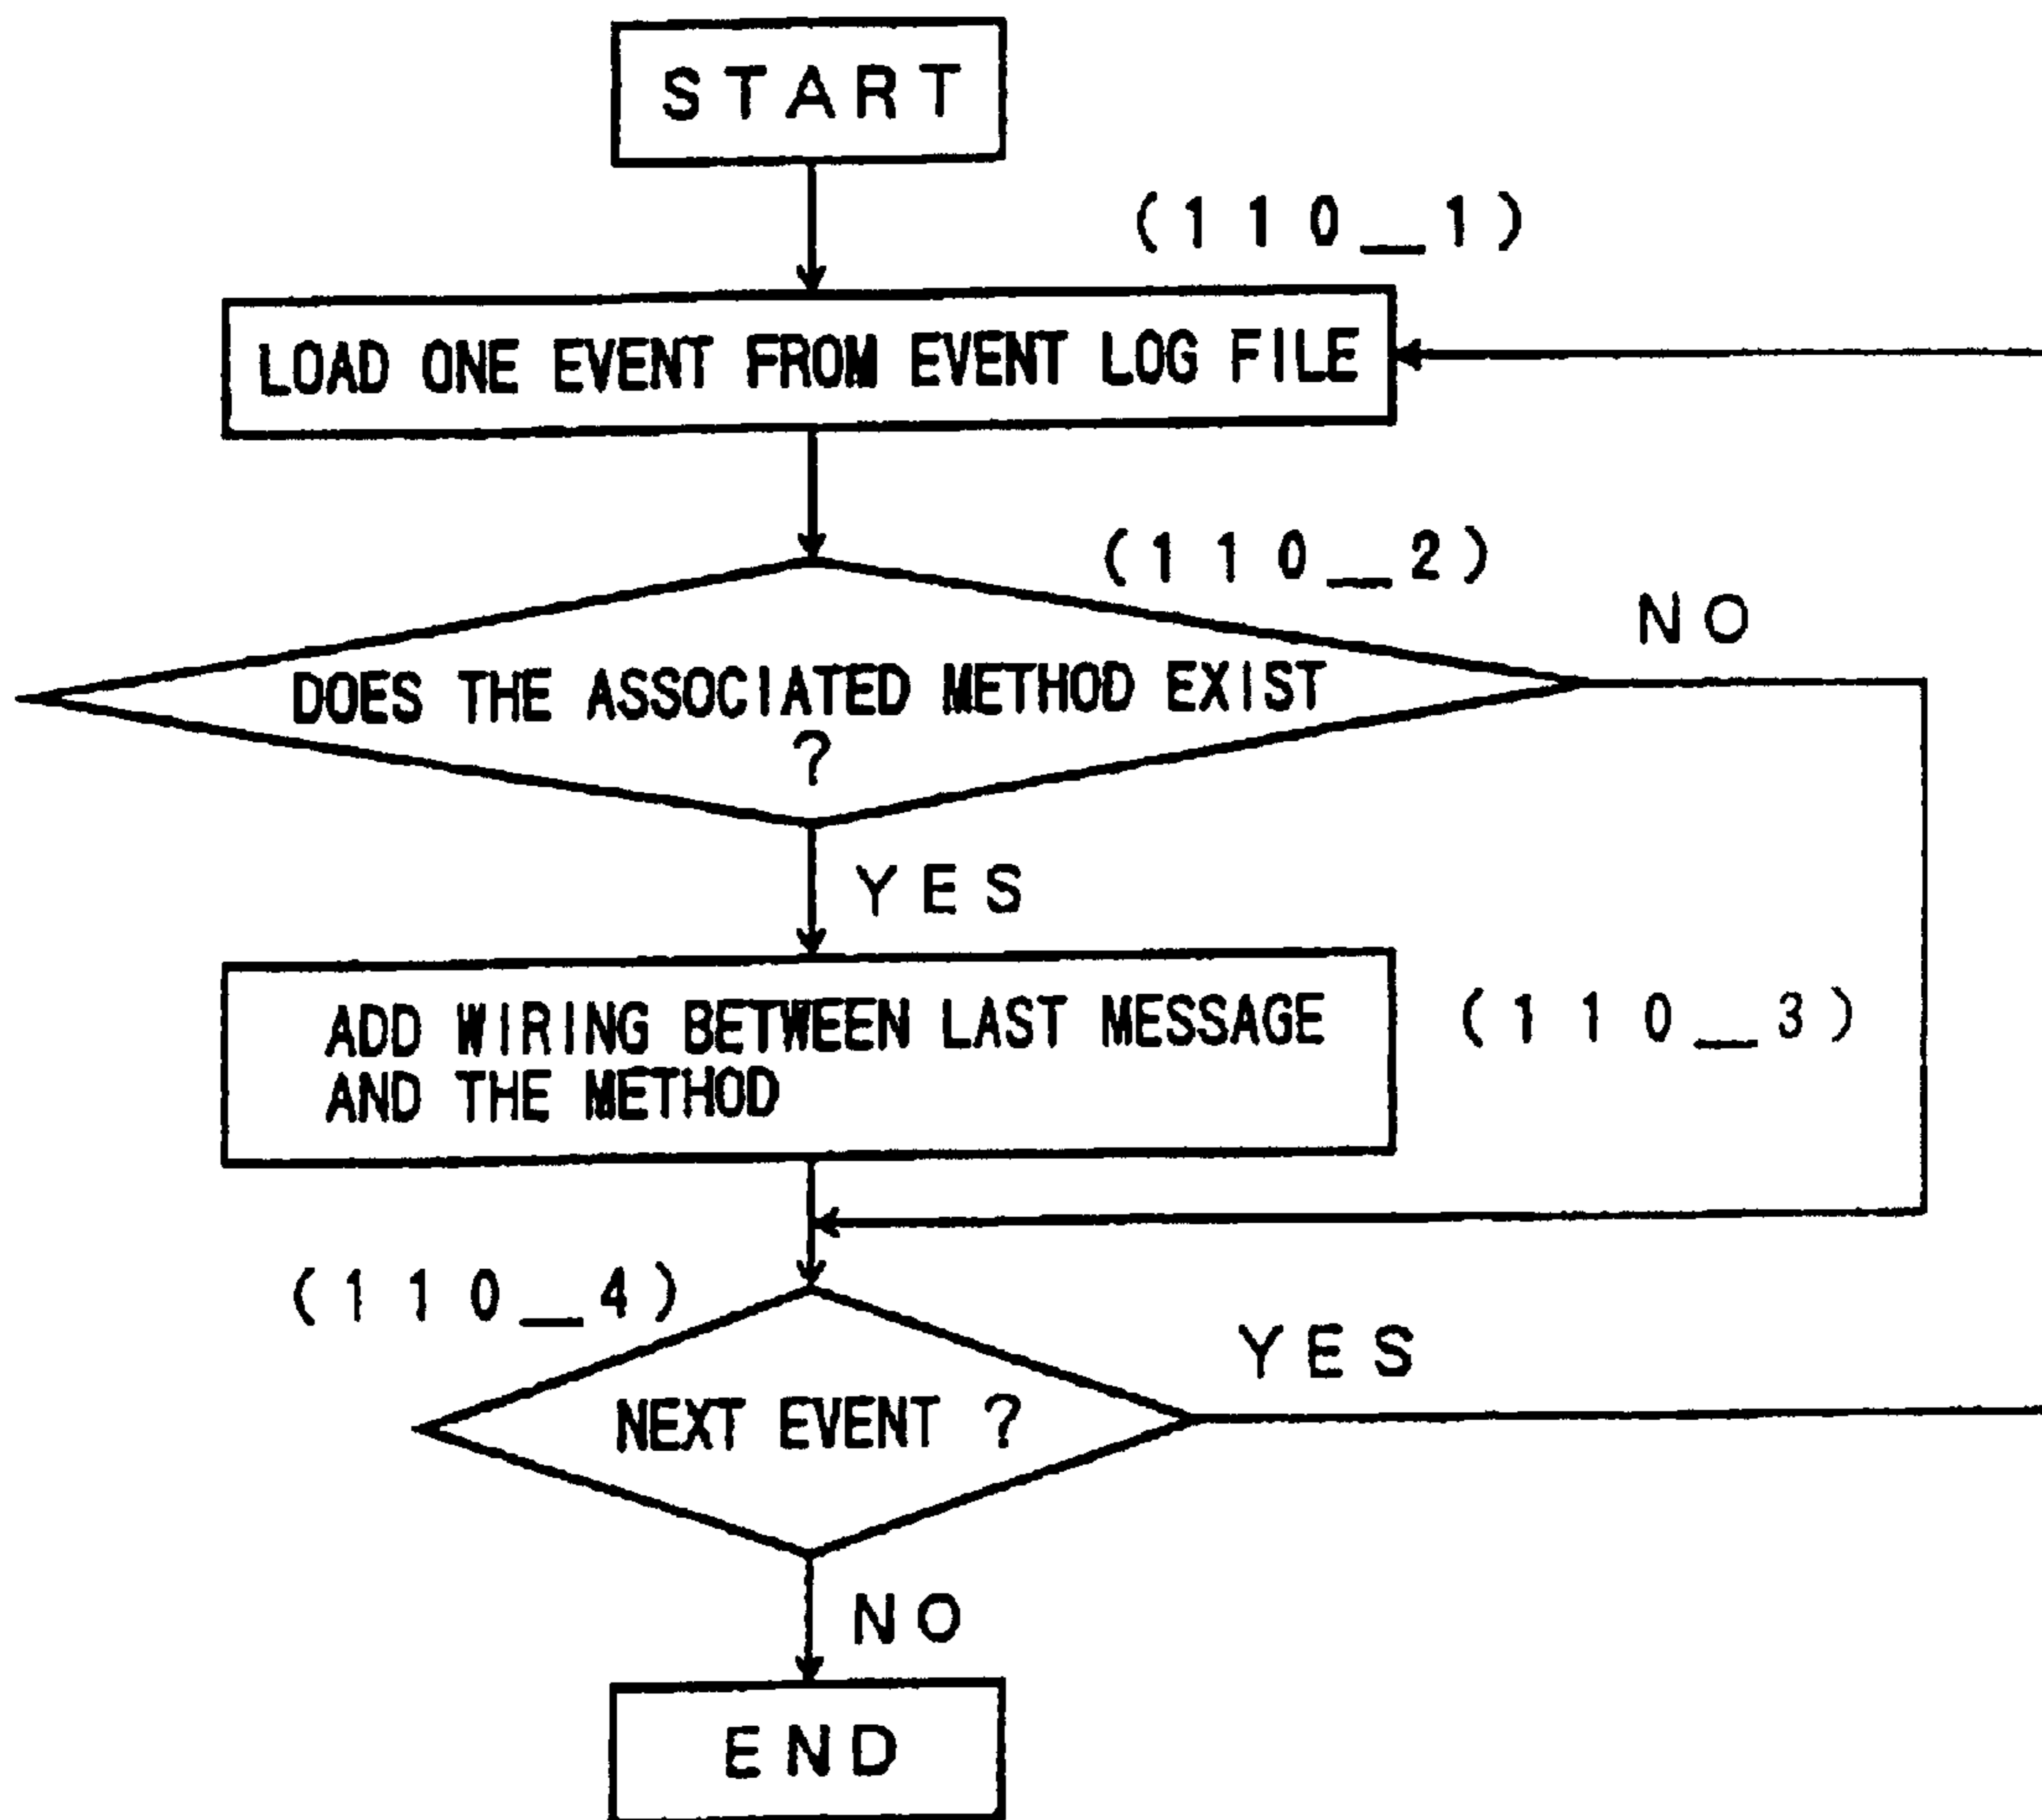 START
(110_1)
LOAD ONE EVENT FROM EVENT LOG FILE
(110_2)
NO
DOES THE ASSOCIATED METHOD EXIST
?
YES
ADD WIRING BETWEEN LAST MESSAGE
AND THE METHOD
(110_3)
(110_4)
YES
NEXT EVENT ?
NO
END